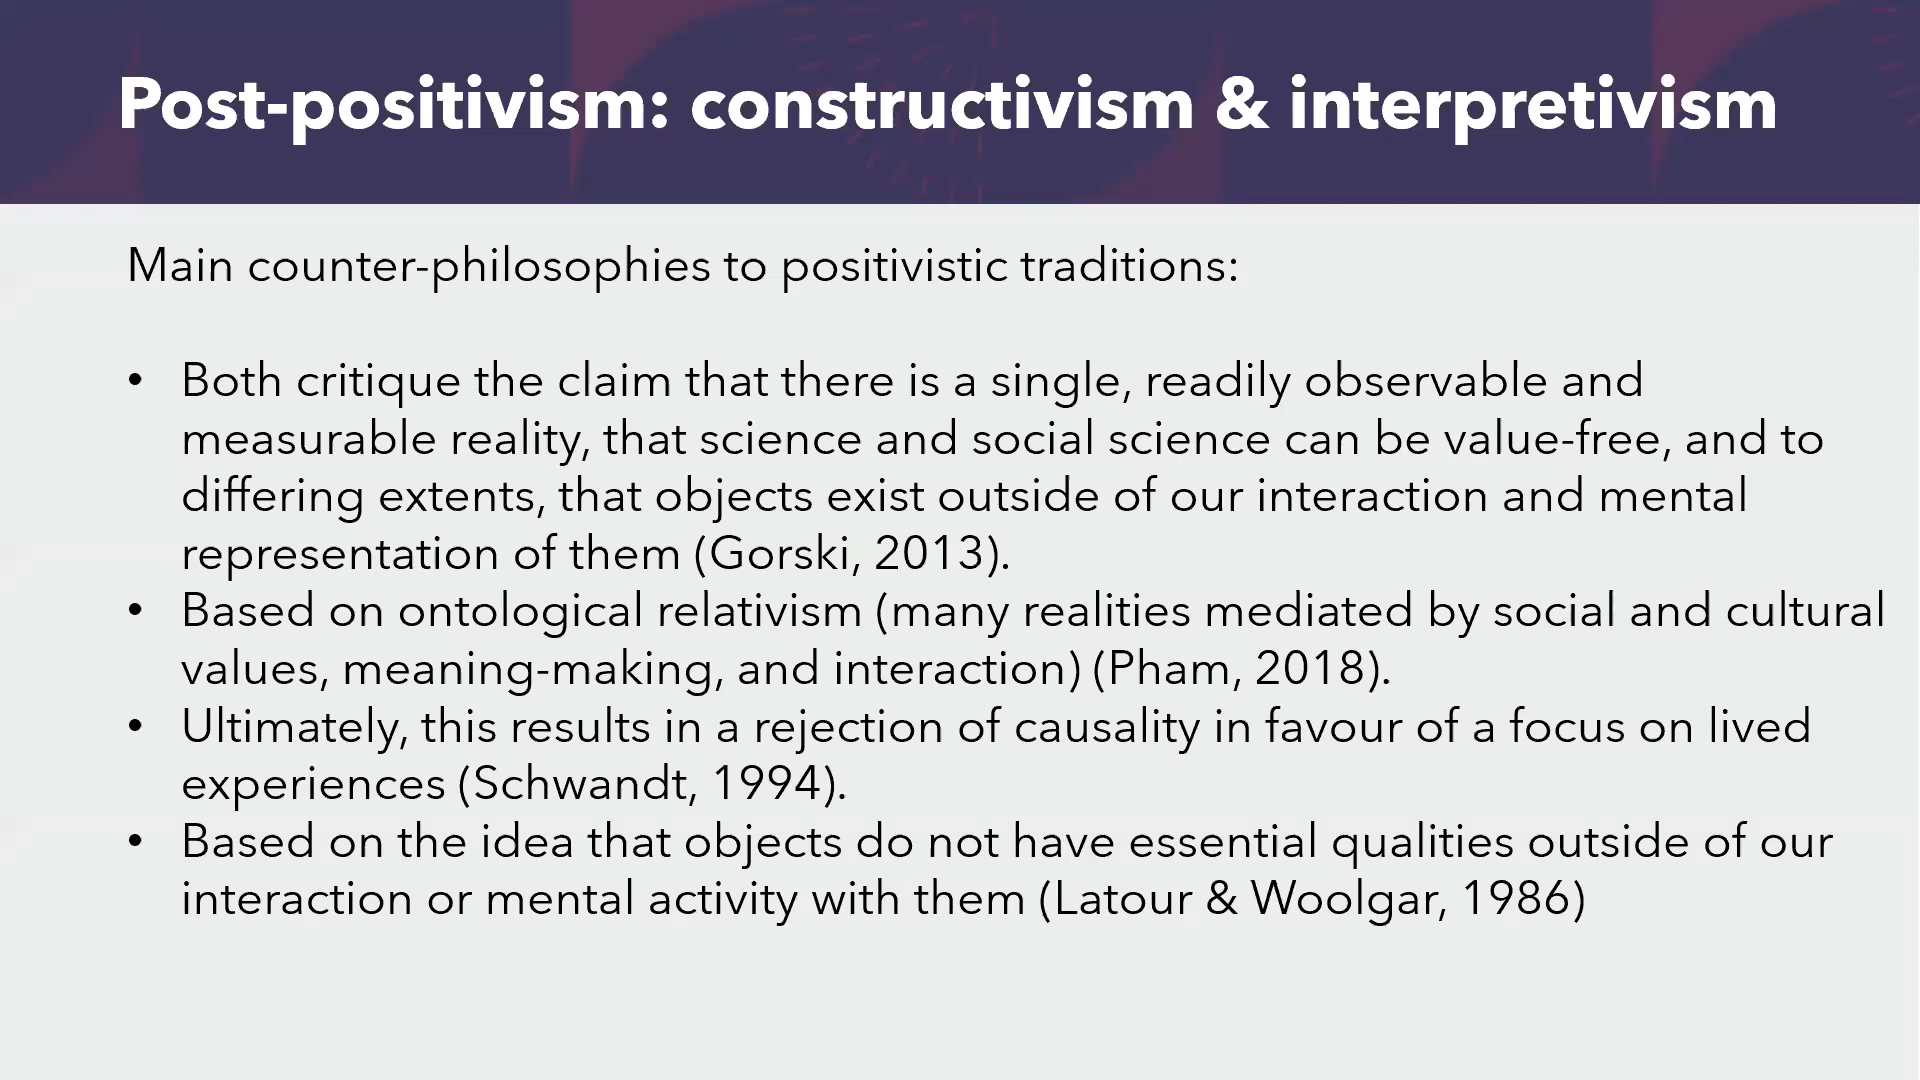 Post-positivism: constructivism & interpretivism
Main counter-philosophies to positivistic traditions:
• Both critique the claim that there is a single, readily observable and
measurable reality, that science and social science can be value-free, and to
differing extents, that objects exist outside of our interaction and mental
representation of them (Gorski, 2013).
• Based on ontological relativism (many realities mediated by social and cultural
values, meaning-making, and interaction) (Pham, 2018).
• Ultimately, this results in a rejection of causality in favour of a focus on lived
experiences (Schwandt, 1994).
• Based on the idea that objects do not have essential qualities outside of our
interaction or mental activity with them (Latour & Woolgar, 1986)